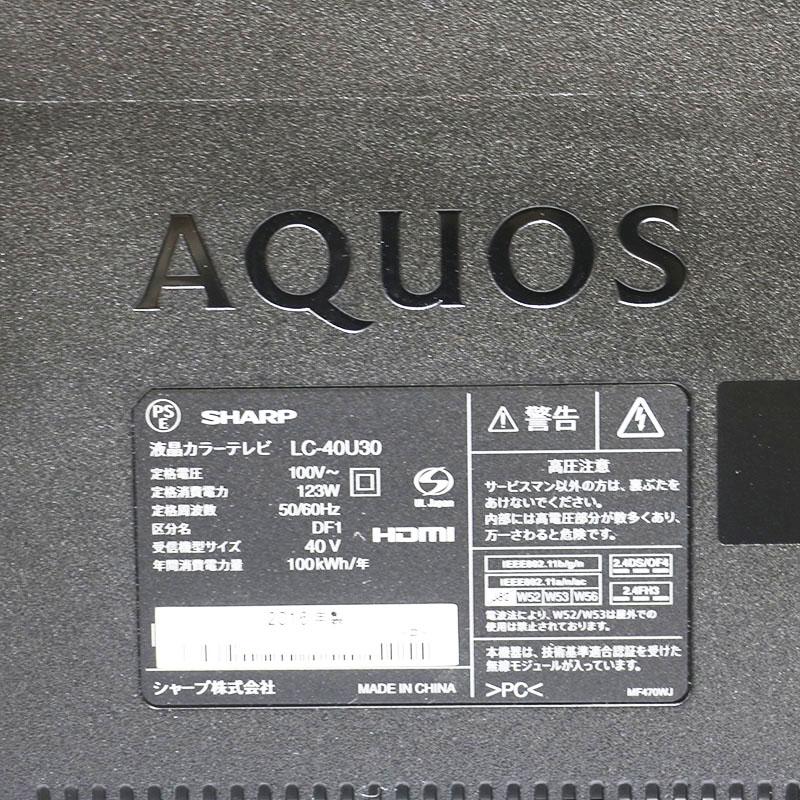 AQUOS
PS
E
SHARP
液晶カラーテレビ LC-40U30
定格電圧 100V～
定格消費電力 123W
定格周波数 50/60Hz
区分名 DF1
受信機型サイズ 40 V
年間消費電力量 100kWh/年
S
UL Japan
HDMI
2016年製
シャープ株式会社 MADE IN CHINA
警告
高圧注意
サービスマン以外の方は、裏ぶたを
あけないでください。
内部には高電圧部分が数多くあり、
万一さわると危険です。
IEEE802.11b/g/n
IEEE802.11a/n/ac
J52 W52 W53 W56
2.4DS/OF4
2.4FH3
電波法により、W52/W53は屋外での
使用は禁止されております。
本機器は、技術基準適合認証を受けた
無線モジュールが入っています。
>PC<
MF470WJ